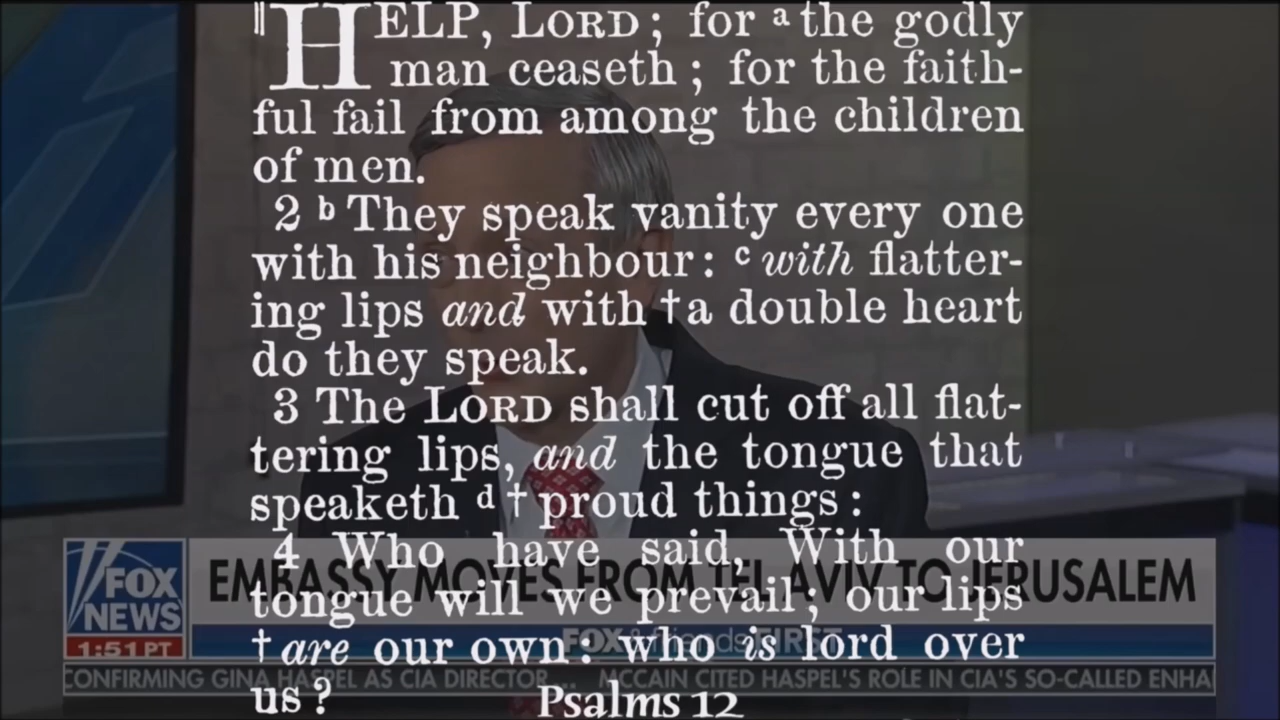 ‖HELP, LORD; for ᵃ the godly
man ceaseth; for the faith-
ful fail from among the children
of men.
2 ᵇ They speak vanity every one
with his neighbour: ᶜ with flatter-
ing lips and with † a double heart
do they speak.
3 The LORD shall cut off all flat-
tering lips, and the tongue that
speaketh ᵈ † proud things:
4 Who have said, With our
tongue will we prevail; our lips
† are our own: who is lord over
us?
Psalms 12
FOX
NEWS
1:51 PT
EMBASSY MOVES FROM TEL AVIV TO JERUSALEM
FOX & friends FIRST
CONFIRMING GINA HASPEL AS CIA DIRECTOR... MCCAIN CITED HASPEL'S ROLE IN CIA'S SO-CALLED ENHA